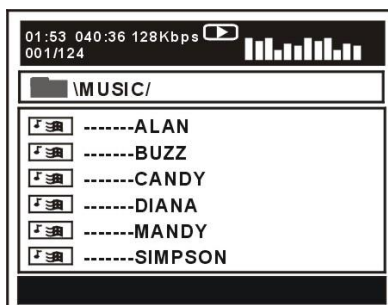 01:53 040:36 128Kbps
001/124
\MUSIC/
-------ALAN
-------BUZZ
-------CANDY
-------DIANA
-------MANDY
-------SIMPSON